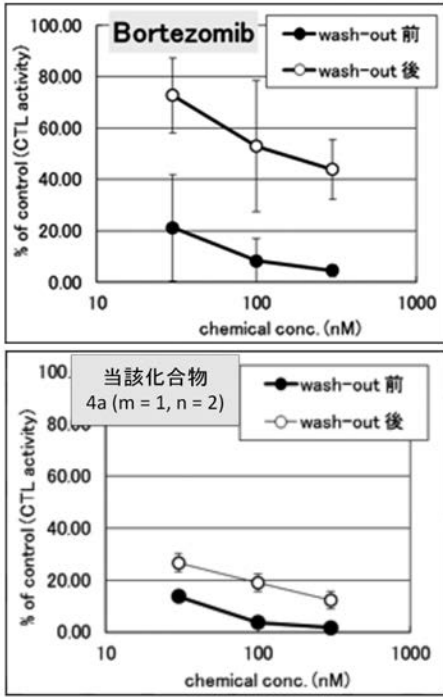 Bortezomib
wash-out 前
wash-out 後
% of control (CTL activity)
100.00
80.00
60.00
40.00
20.00
0.00
10
100
1000
chemical conc. (nM)
当該化合物
4a (m = 1, n = 2)
wash-out 前
wash-out 後
% of control (CTL activity)
100.
80.0
60.00
40.00
20.00
0.00
10
100
1000
chemical conc. (nM)